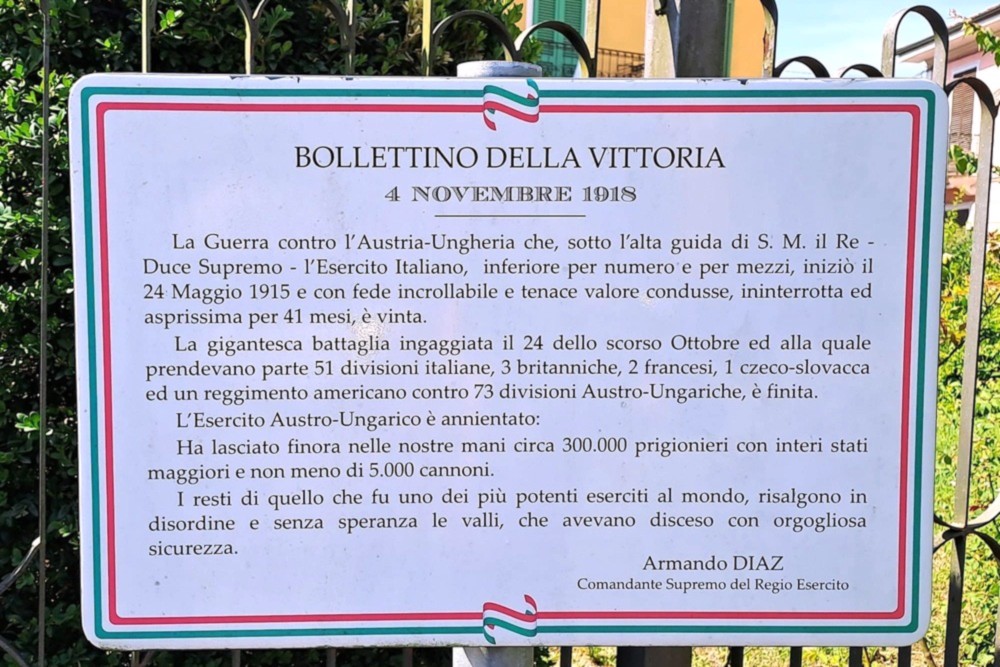 BOLLETTINO DELLA VITTORIA
4 NOVEMBRE 1918
La Guerra contro l'Austria-Ungheria che, sotto l'alta guida di S. M. il Re -
Duce Supremo - l'Esercito Italiano, inferiore per numero e per mezzi, iniziò il
24 Maggio 1915 e con fede incrollabile e tenace valore condusse, ininterrotta ed
asprissima per 41 mesi, è vinta.
La gigantesca battaglia ingaggiata il 24 dello scorso Ottobre ed alla quale
prendevano parte 51 divisioni italiane, 3 britanniche, 2 francesi, 1 czeco-slovacca
ed un reggimento americano contro 73 divisioni Austro-Ungariche, è finita.
L'Esercito Austro-Ungarico è annientato:
Ha lasciato finora nelle nostre mani circa 300.000 prigionieri con interi stati
maggiori e non meno di 5.000 cannoni.
I resti di quello che fu uno dei più potenti eserciti al mondo, risalgono in
disordine e senza speranza le valli, che avevano disceso con orgogliosa
sicurezza.
Armando DIAZ
Comandante Supremo del Regio Esercito